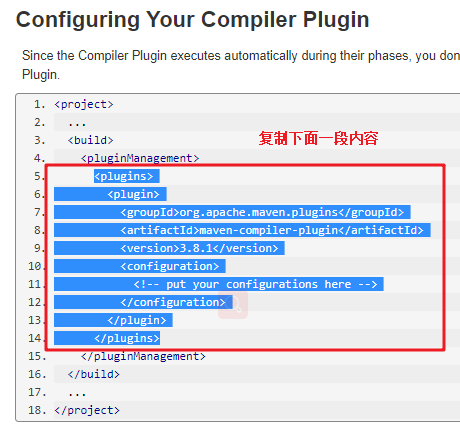 Configuring Your Compiler Plugin
Since the Compiler Plugin executes automatically during their phases, you don
Plugin.
1. <project>
2. ...
3. <build>
复制下面一段内容
4. <pluginManagement>
5. <plugins>
6. <plugin>
7. <groupId>org.apache.maven.plugins</groupId>
8. <artifactId>maven-compiler-plugin</artifactId>
9. <version>3.8.1</version>
10. <configuration>
11. <!-- put your configurations here -->
12. </configuration>
13. </plugin>
14. </plugins>
15. </pluginManagement>
16. </build>
17. ...
18. </project>